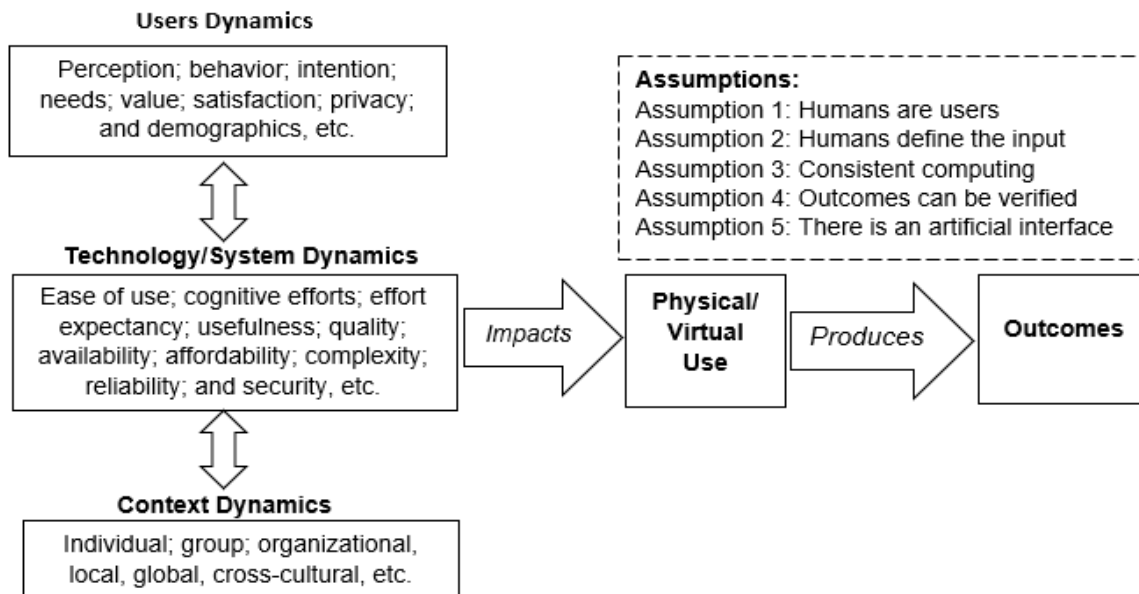 Users Dynamics
Perception; behavior; intention;
needs; value; satisfaction; privacy;
and demographics, etc.
Technology/System Dynamics
Ease of use; cognitive efforts; effort
expectancy; usefulness; quality;
availability; affordability; complexity;
reliability; and security, etc.
Context Dynamics
Individual; group; organizational,
local, global, cross-cultural, etc.
Impacts
Assumptions:
Assumption 1: Humans are users
Assumption 2: Humans define the input
Assumption 3: Consistent computing
Assumption 4: Outcomes can be verified
Assumption 5: There is an artificial interface
Physical/
Virtual
Use
Produces
Outcomes